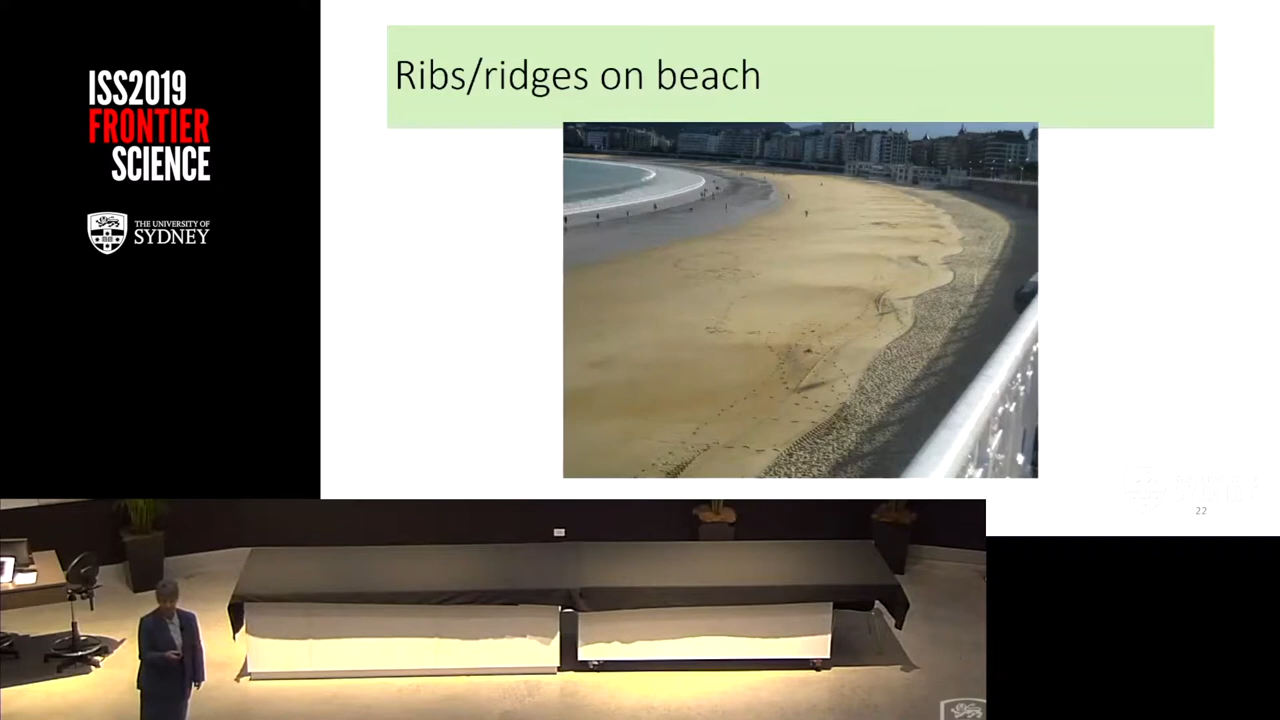 ISS2019
FRONTIER
SCIENCE
THE UNIVERSITY OF
SYDNEY
Ribs/ridges on beach
22